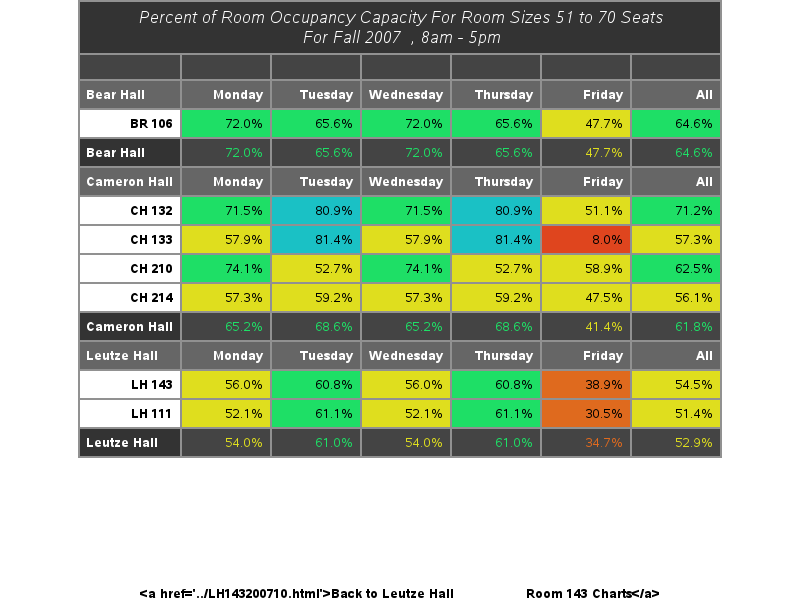 Percent of Room Occupancy Capacity For Room Sizes 51 to 70 Seats
For Fall 2007 , 8am - 5pm
Bear Hall Monday Tuesday Wednesday Thursday Friday All
BR 106 72.0% 65.6% 72.0% 65.6% 47.7% 64.6%
Bear Hall 72.0% 65.6% 72.0% 65.6% 47.7% 64.6%
Cameron Hall Monday Tuesday Wednesday Thursday Friday All
CH 132 71.5% 80.9% 71.5% 80.9% 51.1% 71.2%
CH 133 57.9% 81.4% 57.9% 81.4% 8.0% 57.3%
CH 210 74.1% 52.7% 74.1% 52.7% 58.9% 62.5%
CH 214 57.3% 59.2% 57.3% 59.2% 47.5% 56.1%
Cameron Hall 65.2% 68.6% 65.2% 68.6% 41.4% 61.8%
Leutze Hall Monday Tuesday Wednesday Thursday Friday All
LH 143 56.0% 60.8% 56.0% 60.8% 38.9% 54.5%
LH 111 52.1% 61.1% 52.1% 61.1% 30.5% 51.4%
Leutze Hall 54.0% 61.0% 54.0% 61.0% 34.7% 52.9%
<a href='../LH143200710.html'>Back to Leutze Hall Room 143 Charts</a>